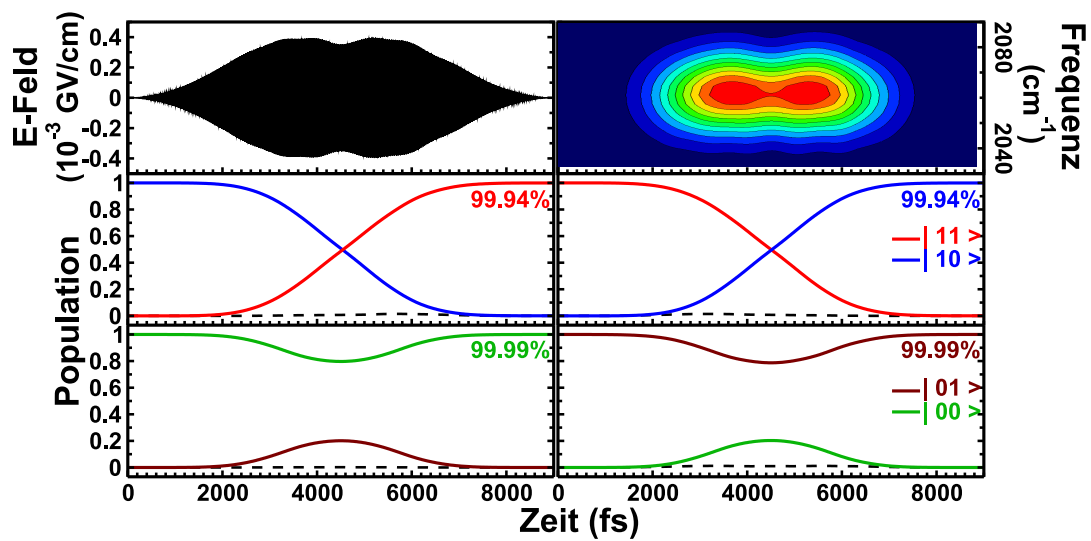 E-Feld
(10⁻³ GV/cm)
0.4
0.2
0
-0.2
-0.4
Frequenz
(cm⁻¹)
2080
2040
Population
1
0.8
0.6
0.4
0.2
0
99.94%
99.94%
| 11 >
| 10 >
1
0.8
0.6
0.4
0.2
0
99.99%
99.99%
| 01 >
| 00 >
0 2000 4000 6000 8000 0 2000 4000 6000 8000
Zeit (fs)